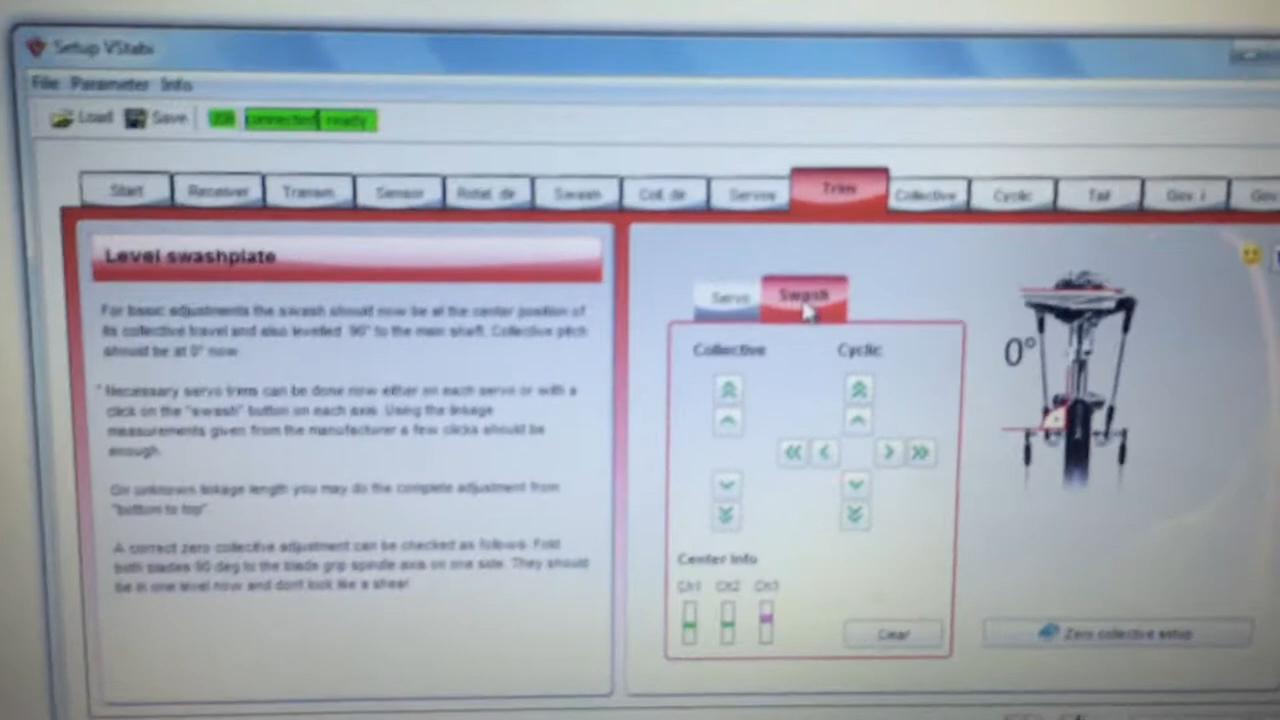 Setup VStabi
File Parameter Info
Load Save connected ready
Start Receiver Transm. Sensor Rotat. dir Swash Coll. dir Servos Trim Collective Cyclic Tail Gov. I Gov
Level swashplate
For basic adjustments the swash should now be at the center position of
its collective travel and also levelled 90° to the main shaft. Collective pitch
should be at 0° now.
* Necessary servo trims can be done now either on each servo or with a
click on the "swash" button on each axis. Using the linkage
measurements given from the manufacturer a few clicks should be
enough.
On unknown linkage length you may do the complete adjustment from
"bottom to top".
A correct zero collective adjustment can be checked as follows: Fold
both blades 90 deg to the blade grip spindle axis on one side. They should
be in one level now and dont look like a shear
Servo Swash
Collective Cyclic
0°
Center Info
Ch1 Ch2 Ch3
Clear
Zero collective setup